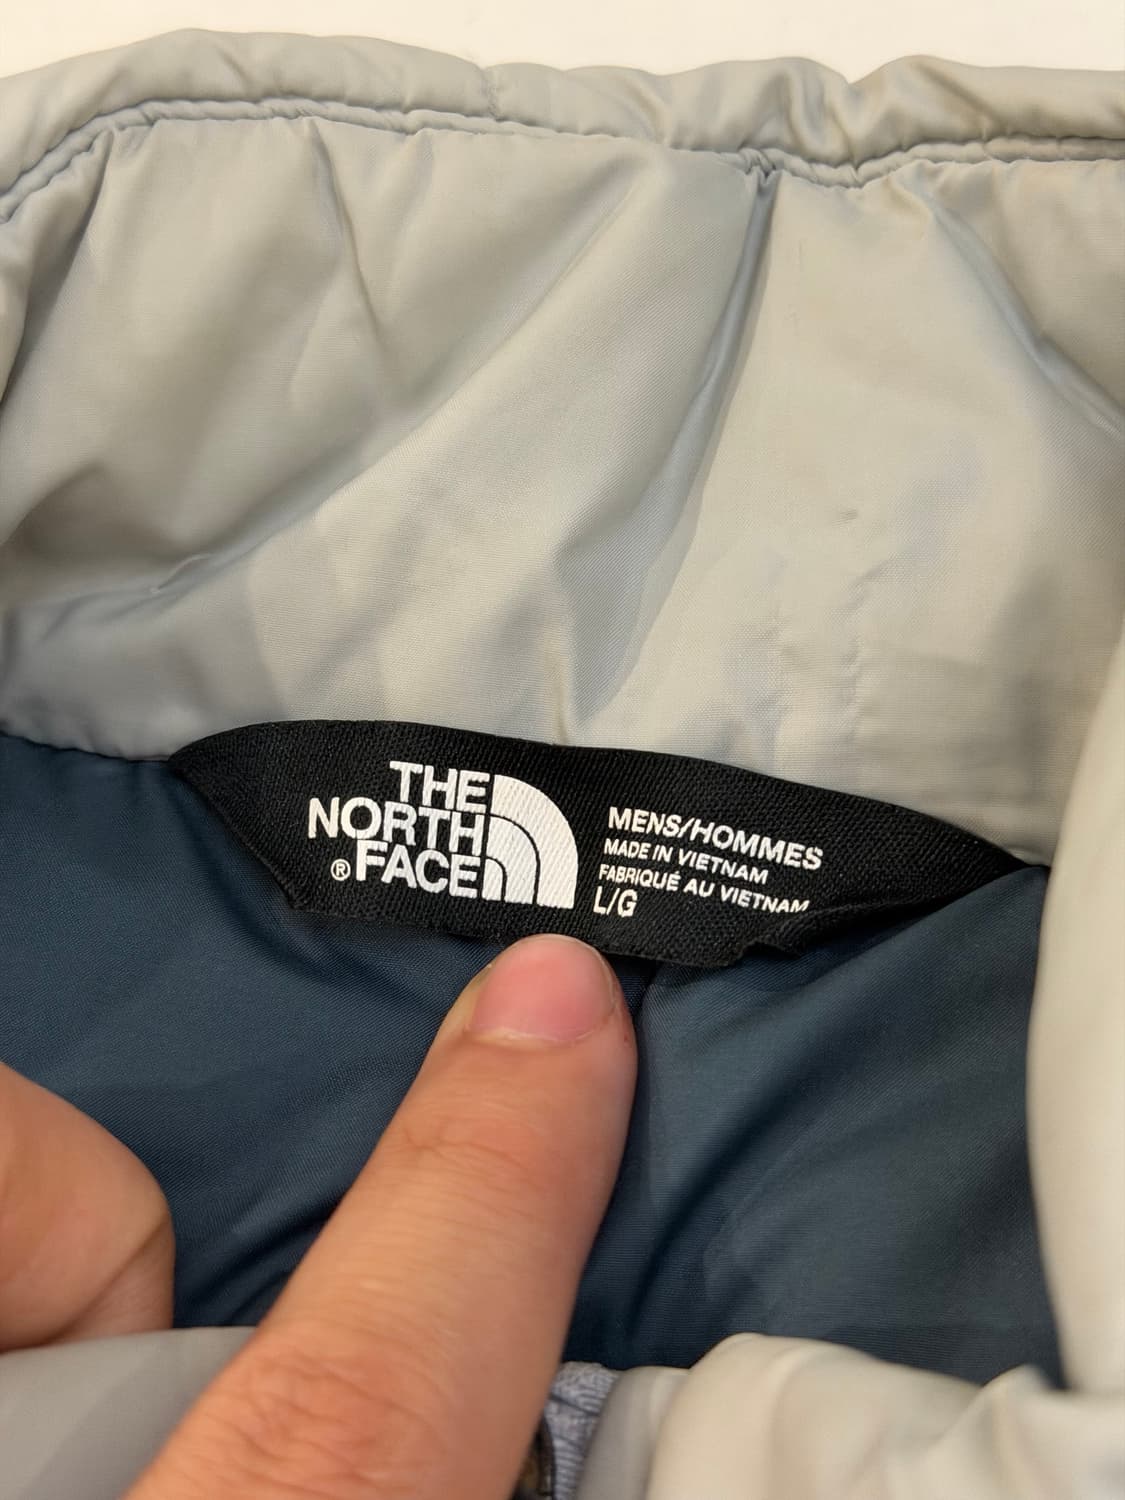 THE
NORTH
®FACE
MENS/HOMMES
MADE IN VIETNAM
FABRIQUÉ AU VIETNAM
L/G